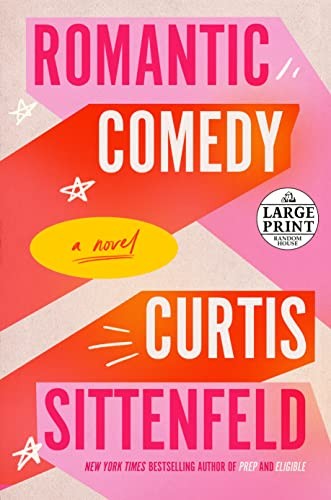 ROMANTIC
COMEDY
a novel
LARGE
PRINT
RANDOM
HOUSE
CURTIS
SITTENFELD
NEW YORK TIMES BESTSELLING AUTHOR OF PREP AND ELIGIBLE